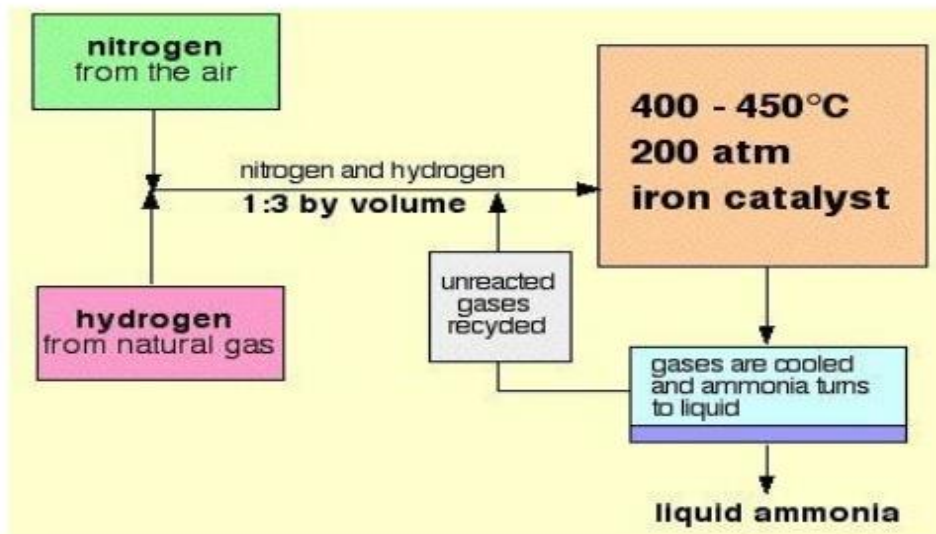 nitrogen
from the air
hydrogen
from natural gas
nitrogen and hydrogen
1:3 by volume
400 - 450°C
200 atm
iron catalyst
unreacted
gases
recyded
gases are cooled
and ammonia turns
to liquid
liquid ammonia